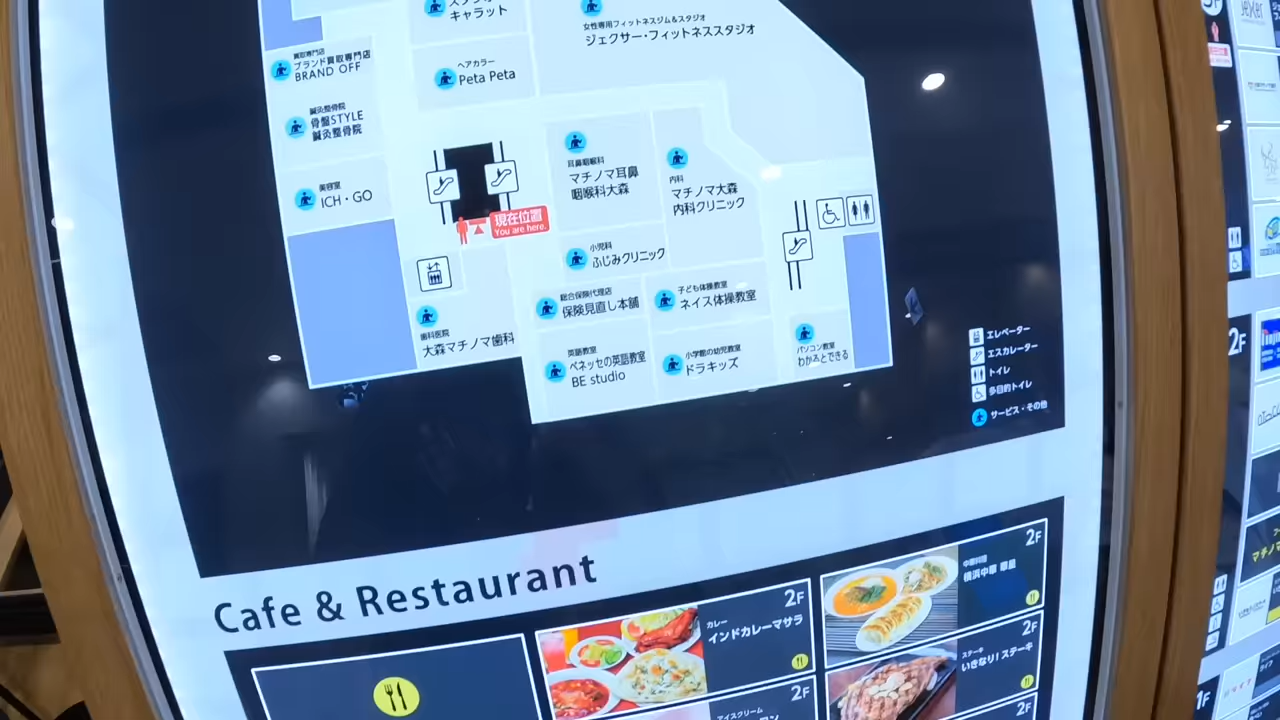 キャラット
女性専用フィットネスジム&スタジオ
ジェクサー・フィットネススタジオ
買取専門店
ブランド買取専門店
BRAND OFF
ヘアカラー
Peta Peta
鍼灸整骨院
骨盤STYLE
鍼灸整骨院
耳鼻咽喉科
マチノマ耳鼻
咽喉科大森
内科
マチノマ大森
内科クリニック
美容室
ICH・GO
現在位置
You are here.
小児科
ふじみクリニック
総合保険代理店
保険見直し本舗
子ども体操教室
ネイス体操教室
歯科医院
大森マチノマ歯科
英語教室
ベネッセの英語教室
BE studio
小学館の幼児教室
ドラキッズ
パソコン教室
わかるとできる
エレベーター
エスカレーター
トイレ
多目的トイレ
サービス・その他
Cafe & Restaurant
2F
カレー
インドカレーマサラ
2F
アイスクリーム
2F
中華料理
横浜中華 華星
2F
ステーキ
いきなり!ステーキ
2F
2F
1F